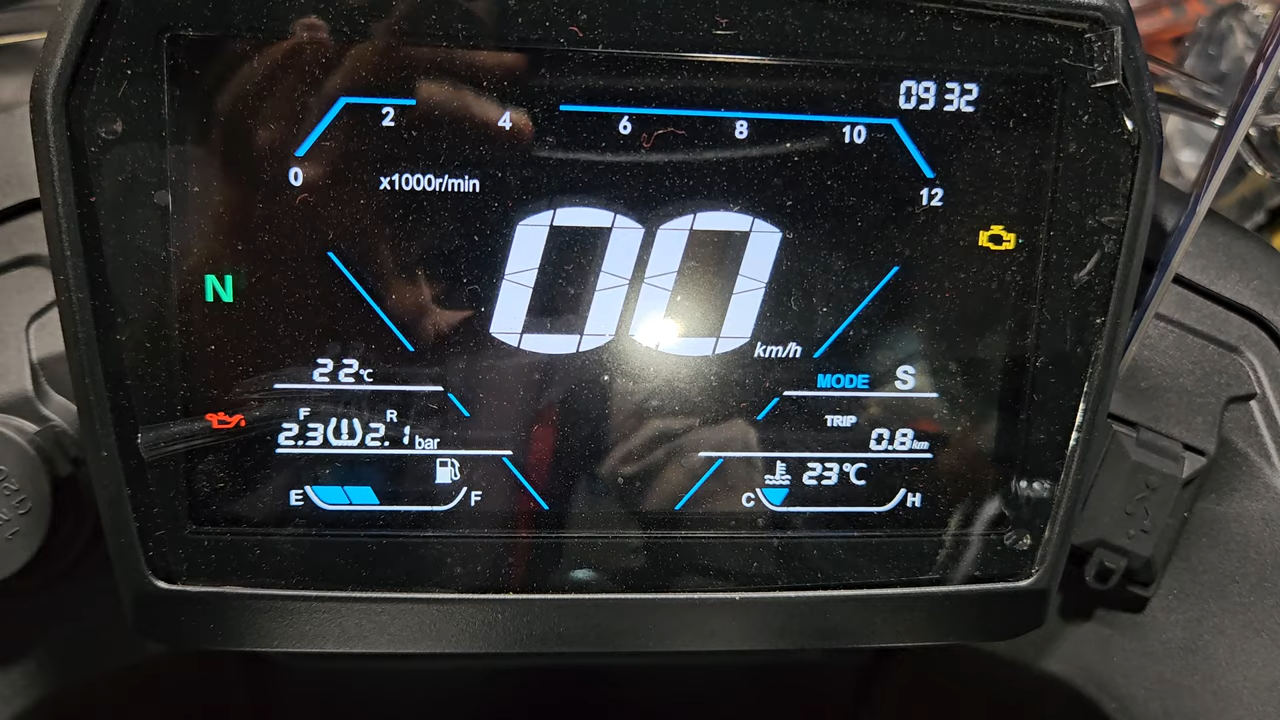 09 32
0 2 4 6 8 10 12
x1000r/min
N
00 km/h
22°C
MODE S
F R
2.3 2.1 bar
TRIP
0.8 km
E F
23°C
C H